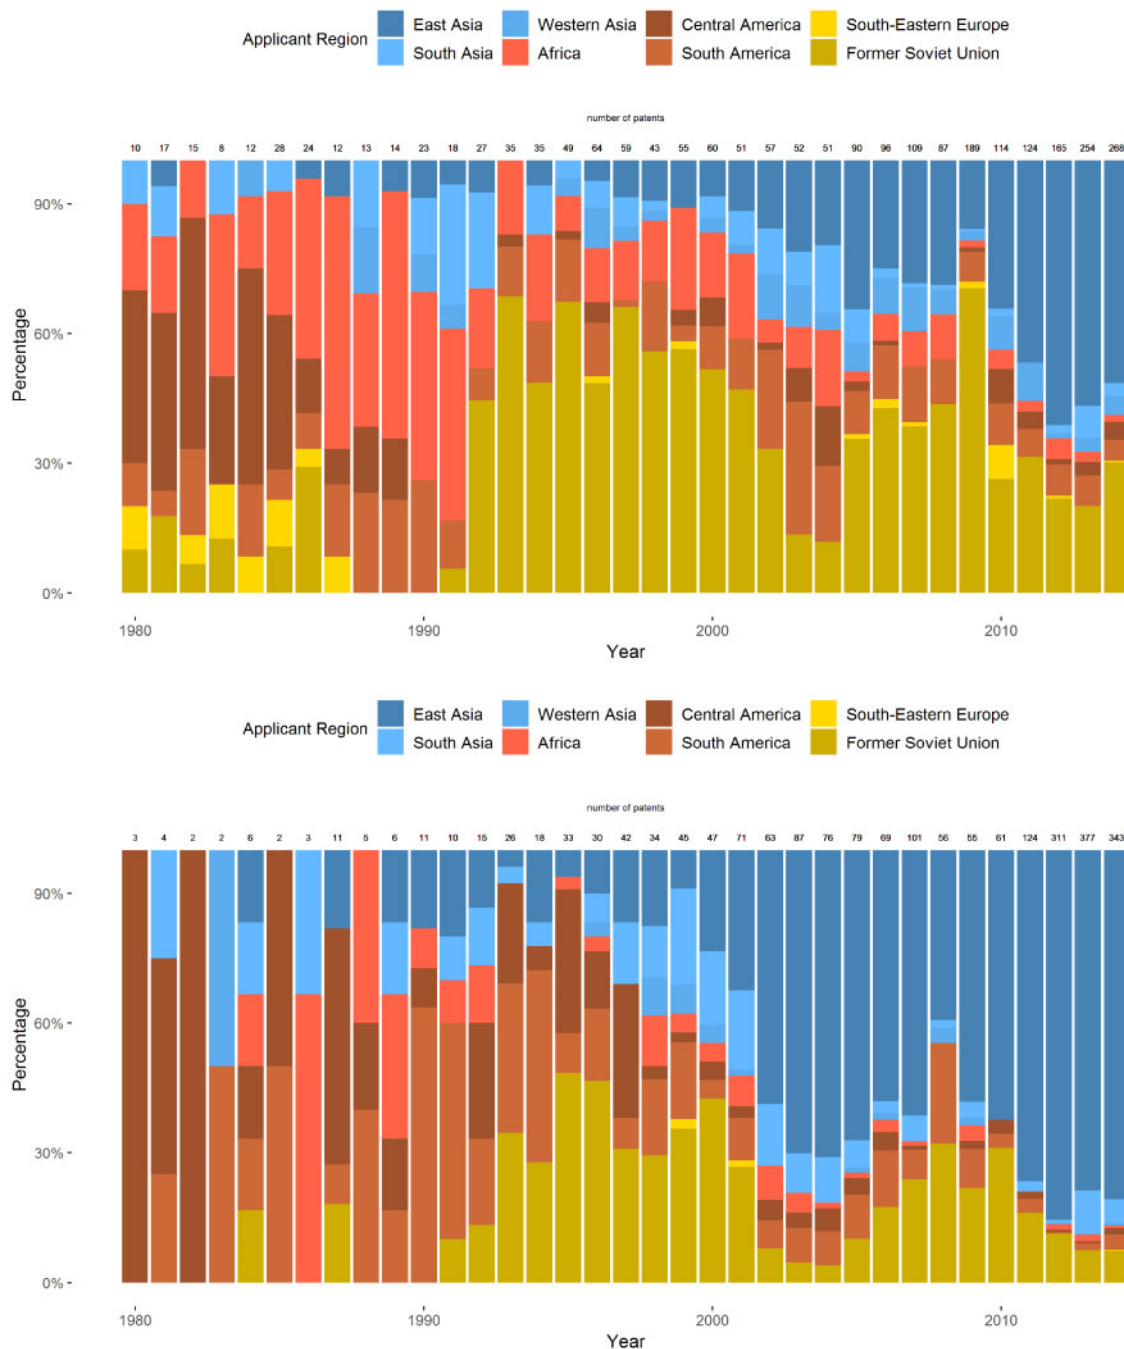 Applicant Region East Asia Western Asia Central America South-Eastern Europe
South Asia Africa South America Former Soviet Union
number of patents
10 17 15 8 12 28 24 12 13 14 23 18 27 35 35 49 64 59 43 55 60 51 57 52 51 90 96 109 87 189 114 124 165 254 268
90%
60%
30%
0%
Percentage
1980 1990 2000 2010
Year
Applicant Region East Asia Western Asia Central America South-Eastern Europe
South Asia Africa South America Former Soviet Union
number of patents
3 4 2 2 6 2 3 11 5 6 11 10 15 26 18 33 30 42 34 45 47 71 63 87 76 79 69 101 56 55 61 124 311 377 343
90%
60%
30%
0%
Percentage
1980 1990 2000 2010
Year